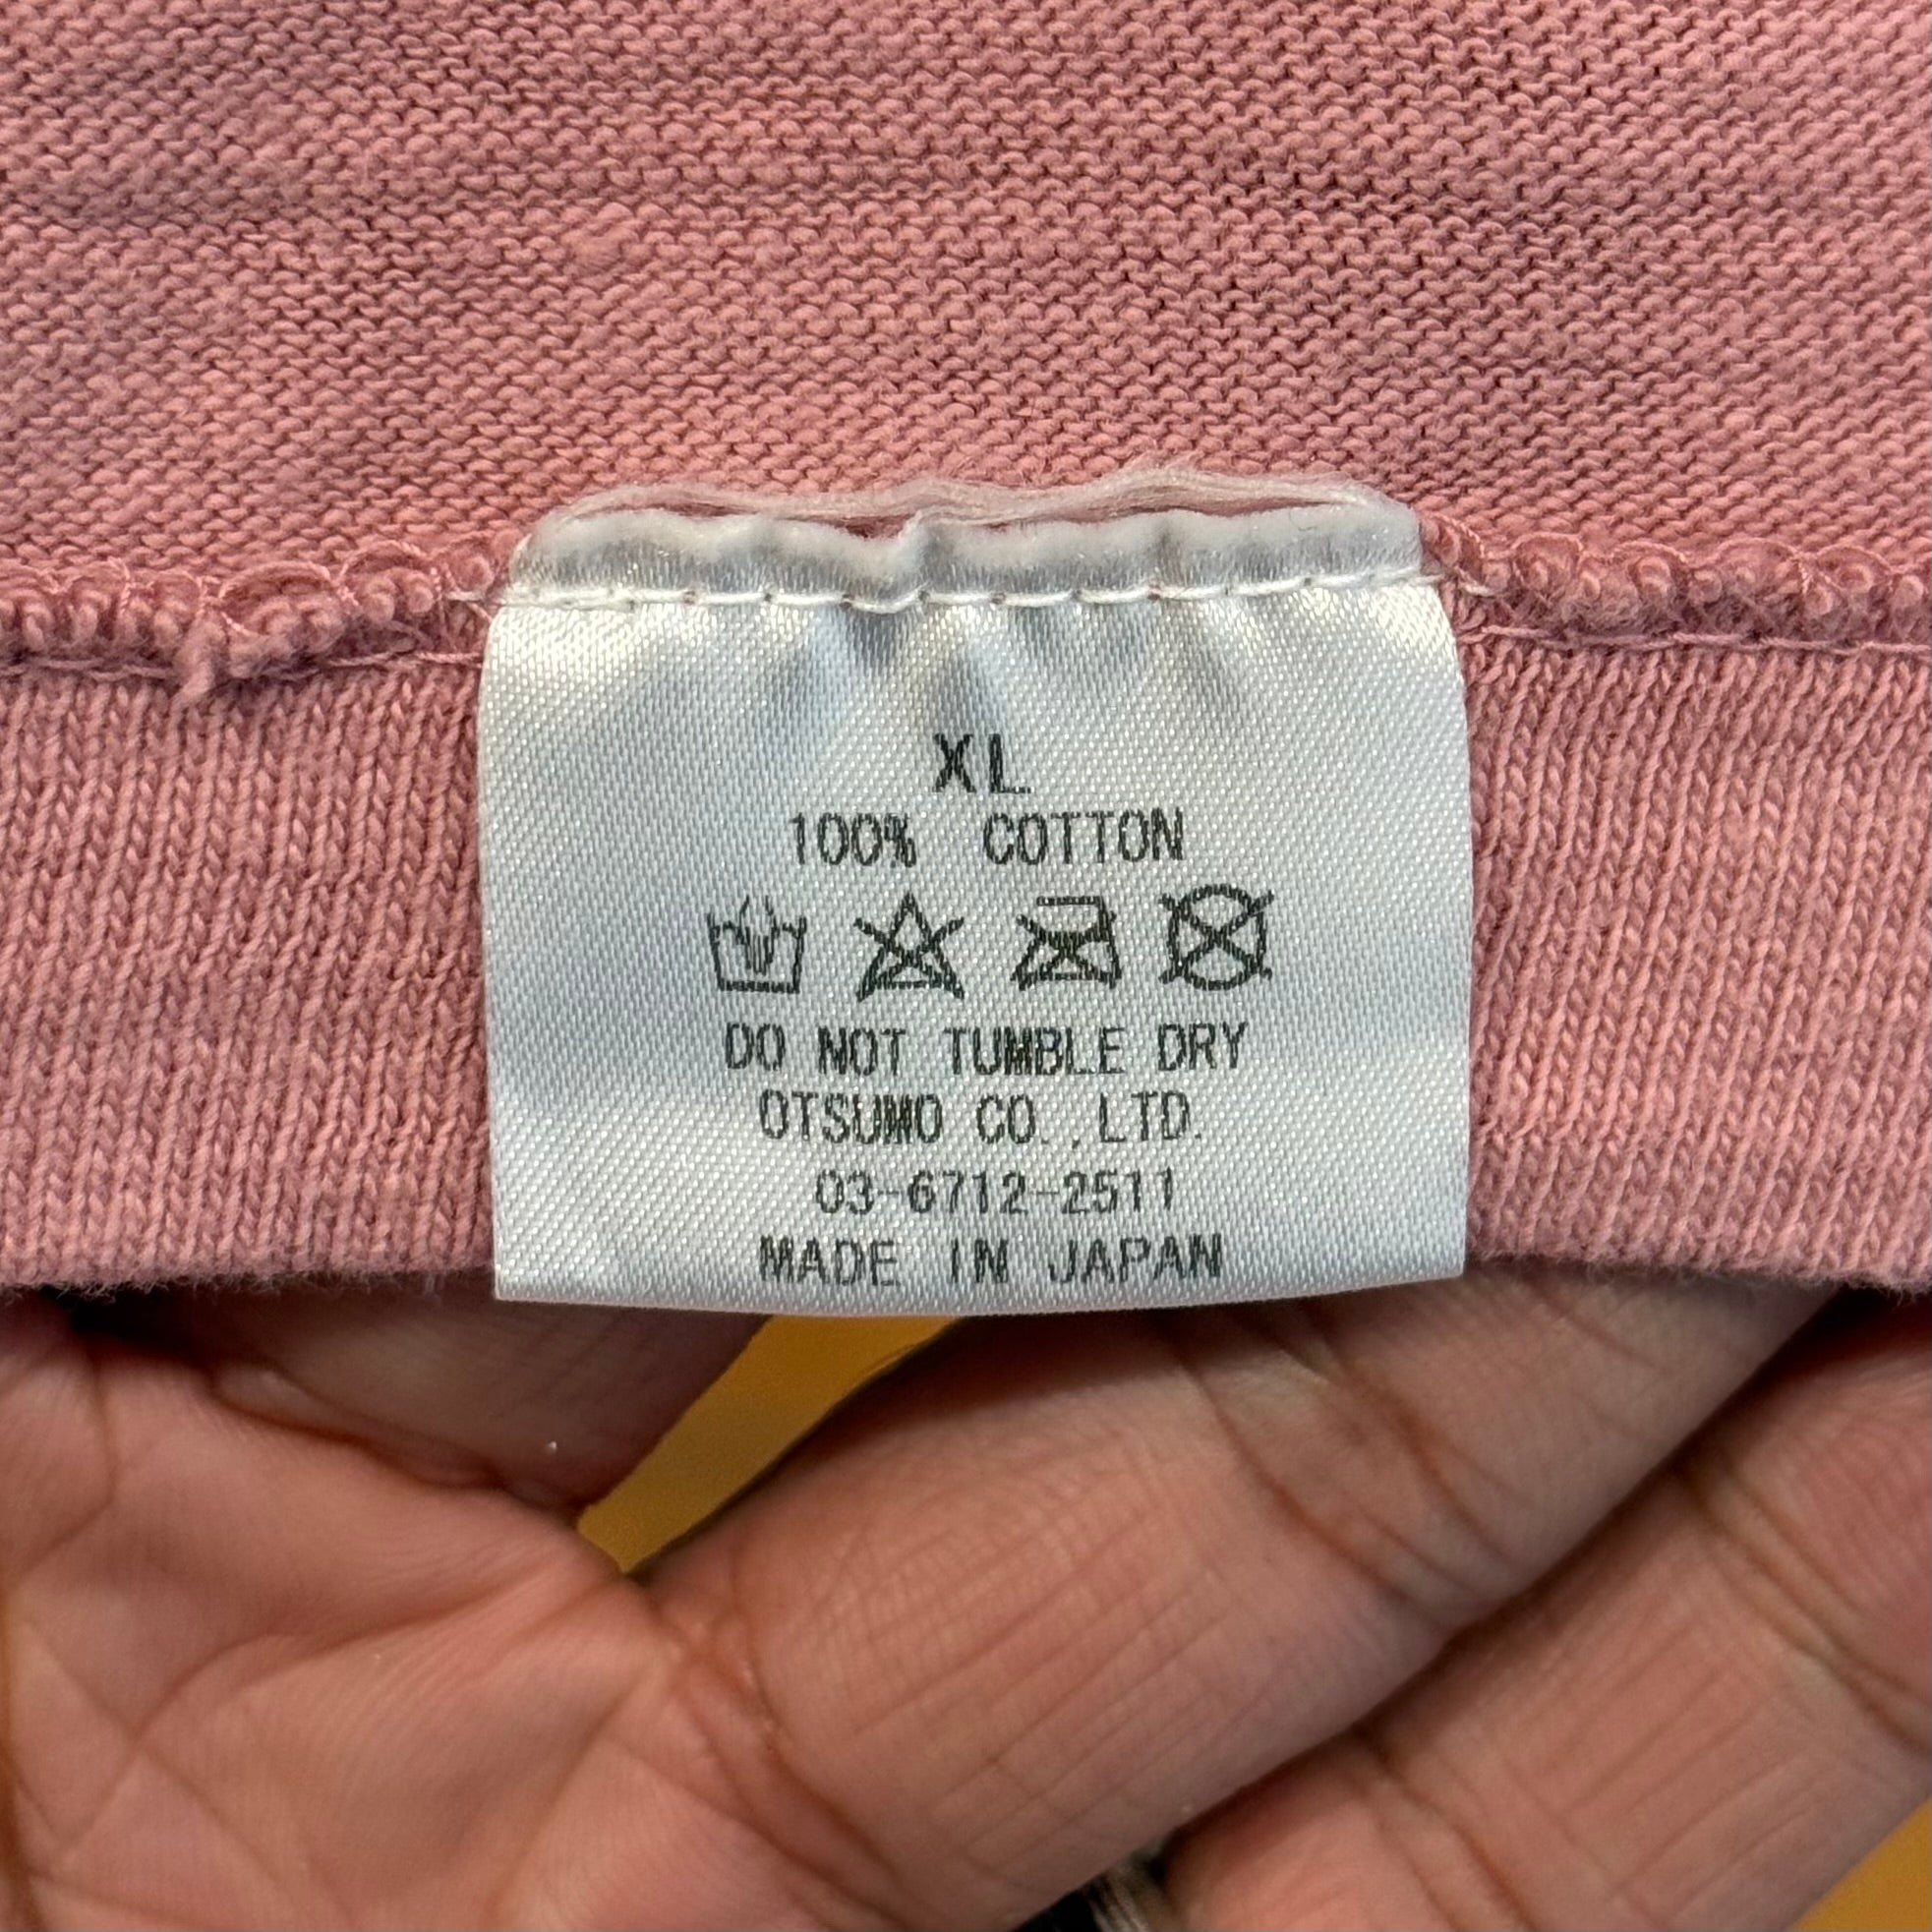 XL
100% COTTON
DO NOT TUMBLE DRY
OTSUMO CO.,LTD.
03-6712-2511
MADE IN JAPAN